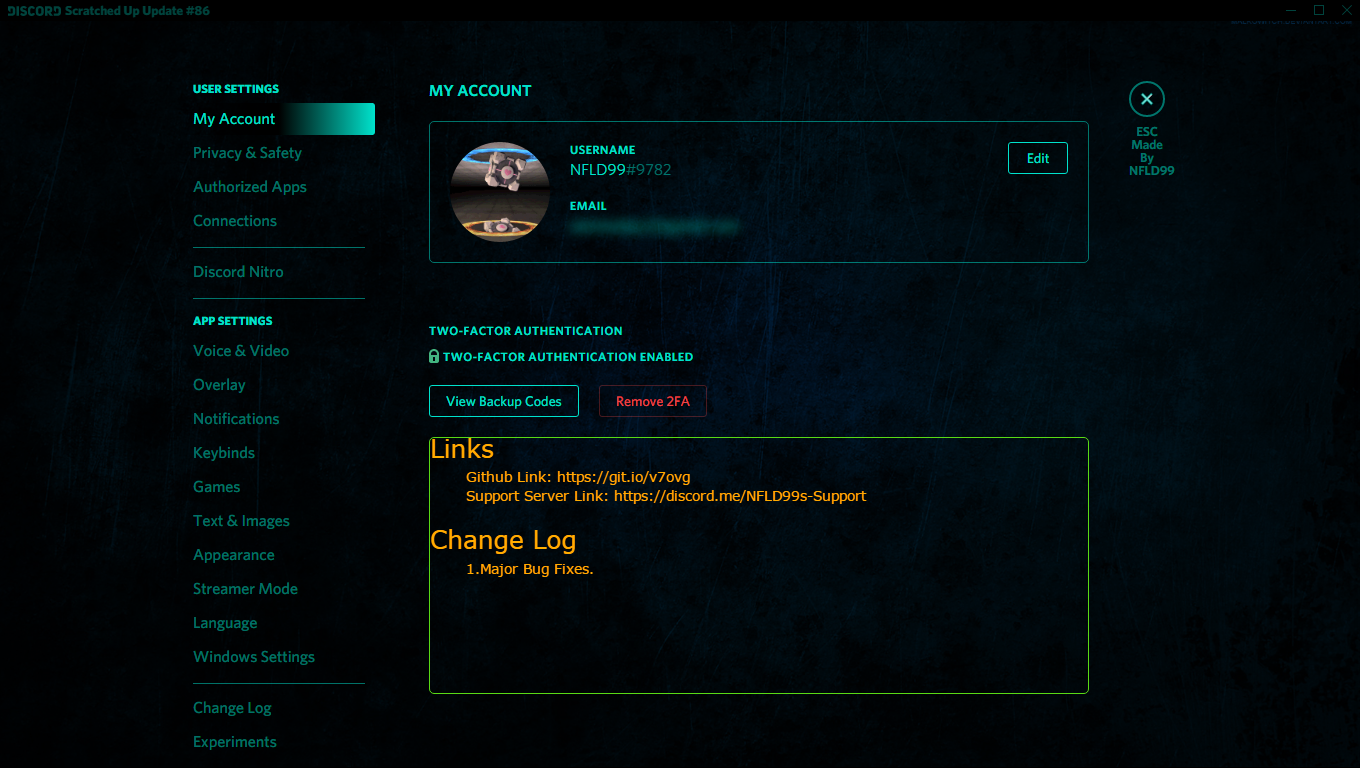 DISCORD Scratched Up Update #86
USER SETTINGS
My Account
Privacy & Safety
Authorized Apps
Connections
Discord Nitro
APP SETTINGS
Voice & Video
Overlay
Notifications
Keybinds
Games
Text & Images
Appearance
Streamer Mode
Language
Windows Settings
Change Log
Experiments
MY ACCOUNT
USERNAME
NFLD99#9782
EMAIL
Edit
TWO-FACTOR AUTHENTICATION
TWO-FACTOR AUTHENTICATION ENABLED
View Backup Codes
Remove 2FA
Links
Github Link: https://git.io/v7ovg
Support Server Link: https://discord.me/NFLD99s-Support
Change Log
1.Major Bug Fixes.
ESC
Made
By
NFLD99